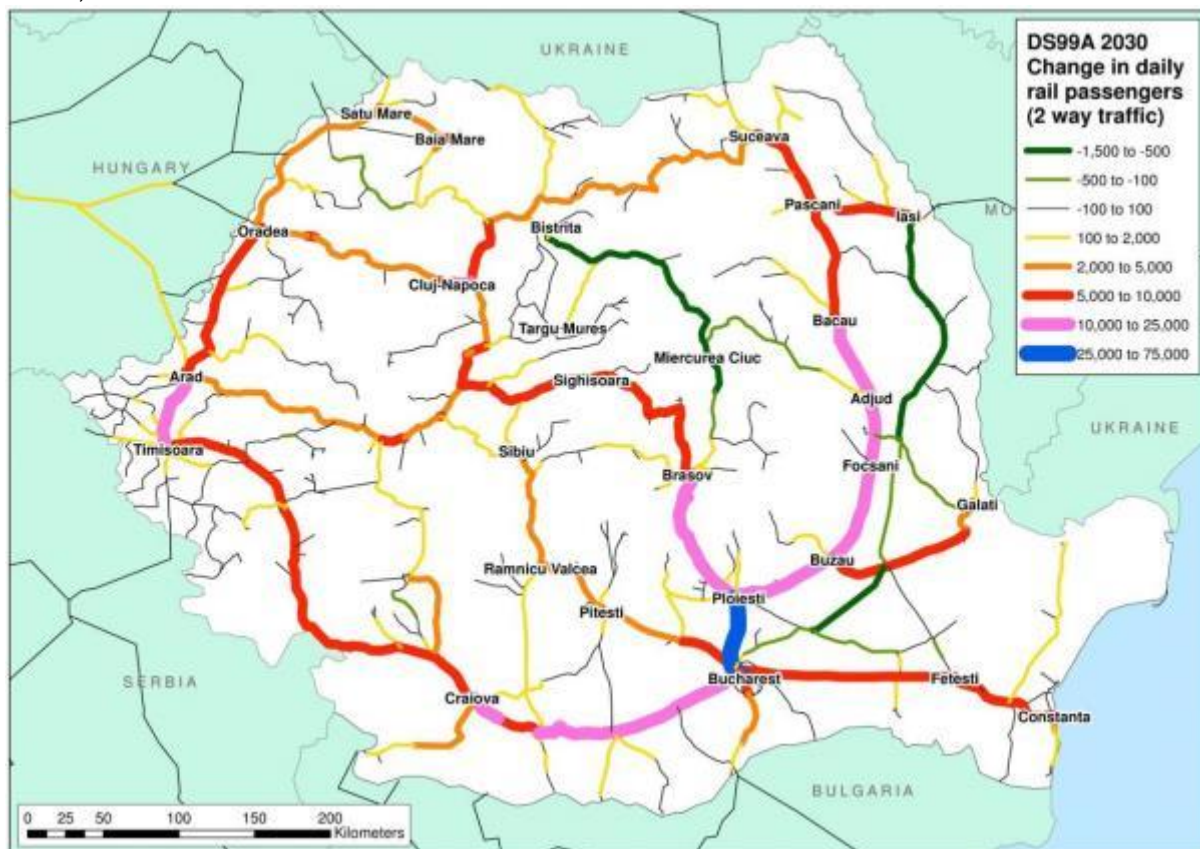 UKRAINE
DS99A 2030
Change in daily
rail passengers
(2 way traffic)
-1,500 to -500
-500 to -100
-100 to 100
100 to 2,000
2,000 to 5,000
5,000 to 10,000
10,000 to 25,000
25,000 to 75,000
Satu Mare
Baia Mare
Suceava
HUNGARY
Pascani
Iasi
MO
Oradea
Bistrita
Cluj-Napoca
Bacau
Targu Mures
Miercurea Ciuc
Arad
Sighisoara
Adjud
UKRAINE
Timisoara
Sibiu
Focsani
Brasov
Galati
Buzau
Ramnicu Valcea
Ploiesti
Pitesti
SERBIA
Bucharest
Fetesti
Craiova
Constanta
BULGARIA
0 25 50 100 150 200
Kilometers